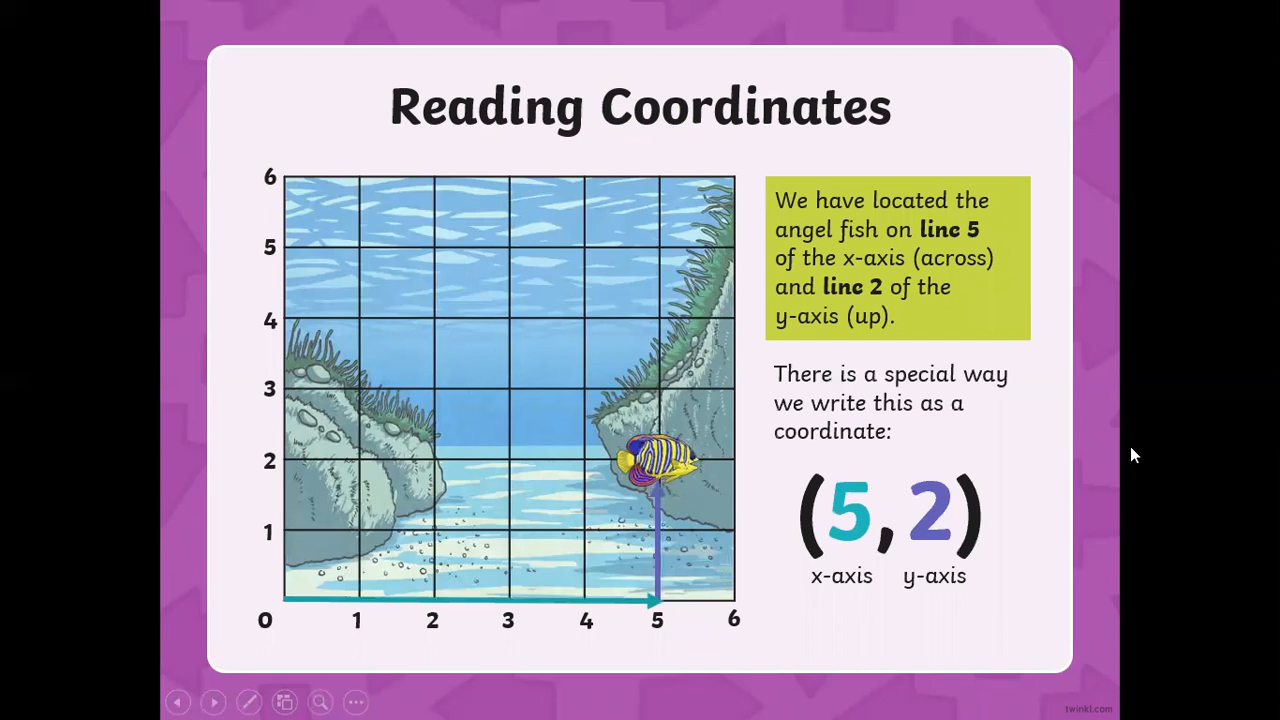 Reading Coordinates
6
5
4
3
2
1
0
1
2
3
4
5
6
We have located the
angel fish on line 5
of the x-axis (across)
and line 2 of the
y-axis (up).
There is a special way
we write this as a
coordinate:
(5, 2)
x-axis y-axis
twinkl.com